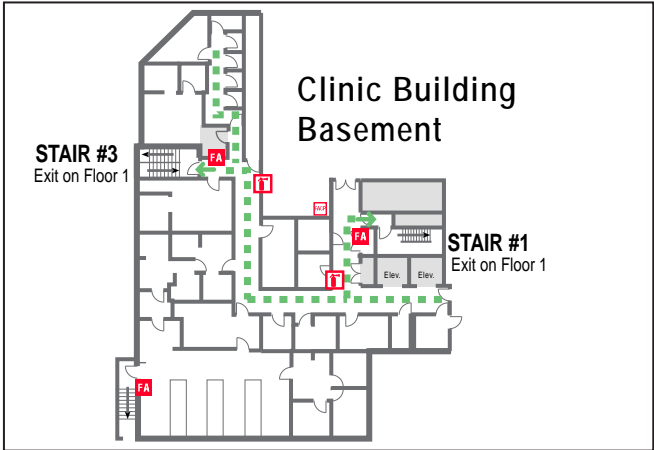 Clinic Building
Basement
STAIR #3
Exit on Floor 1
FA
FACP
FA
STAIR #1
Exit on Floor 1
Elev.
Elev.
FA